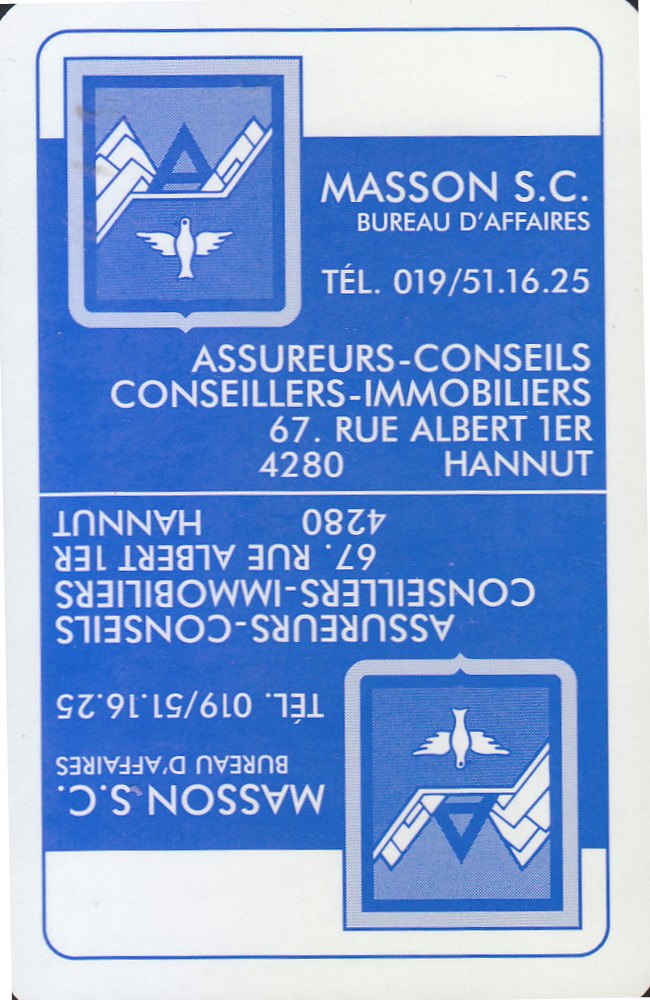 MASSON S.C.
BUREAU D'AFFAIRES
TÉL. 019/51.16.25
ASSUREURS-CONSEILS
CONSEILLERS-IMMOBILIERS
67. RUE ALBERT 1ER
4280 HANNUT
MASSON S.C.
BUREAU D'AFFAIRES
TÉL. 019/51.16.25
ASSUREURS-CONSEILS
CONSEILLERS-IMMOBILIERS
67. RUE ALBERT 1ER
4280 HANNUT